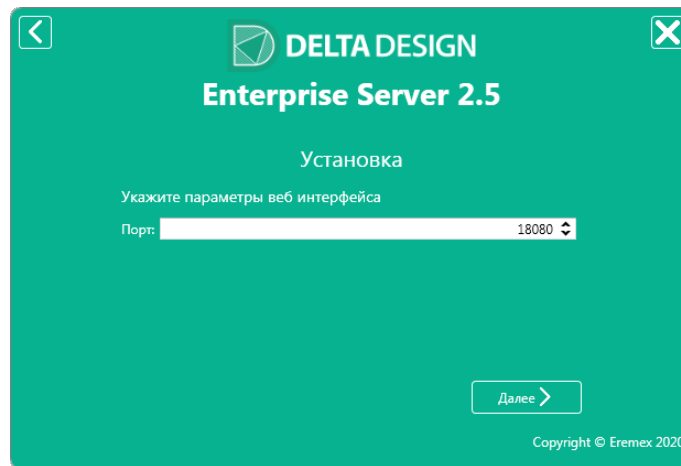 DELTA DESIGN
Enterprise Server 2.5
Установка
Укажите параметры веб интерфейса
Порт: 18080
Далее
Copyright © Eremex 2020